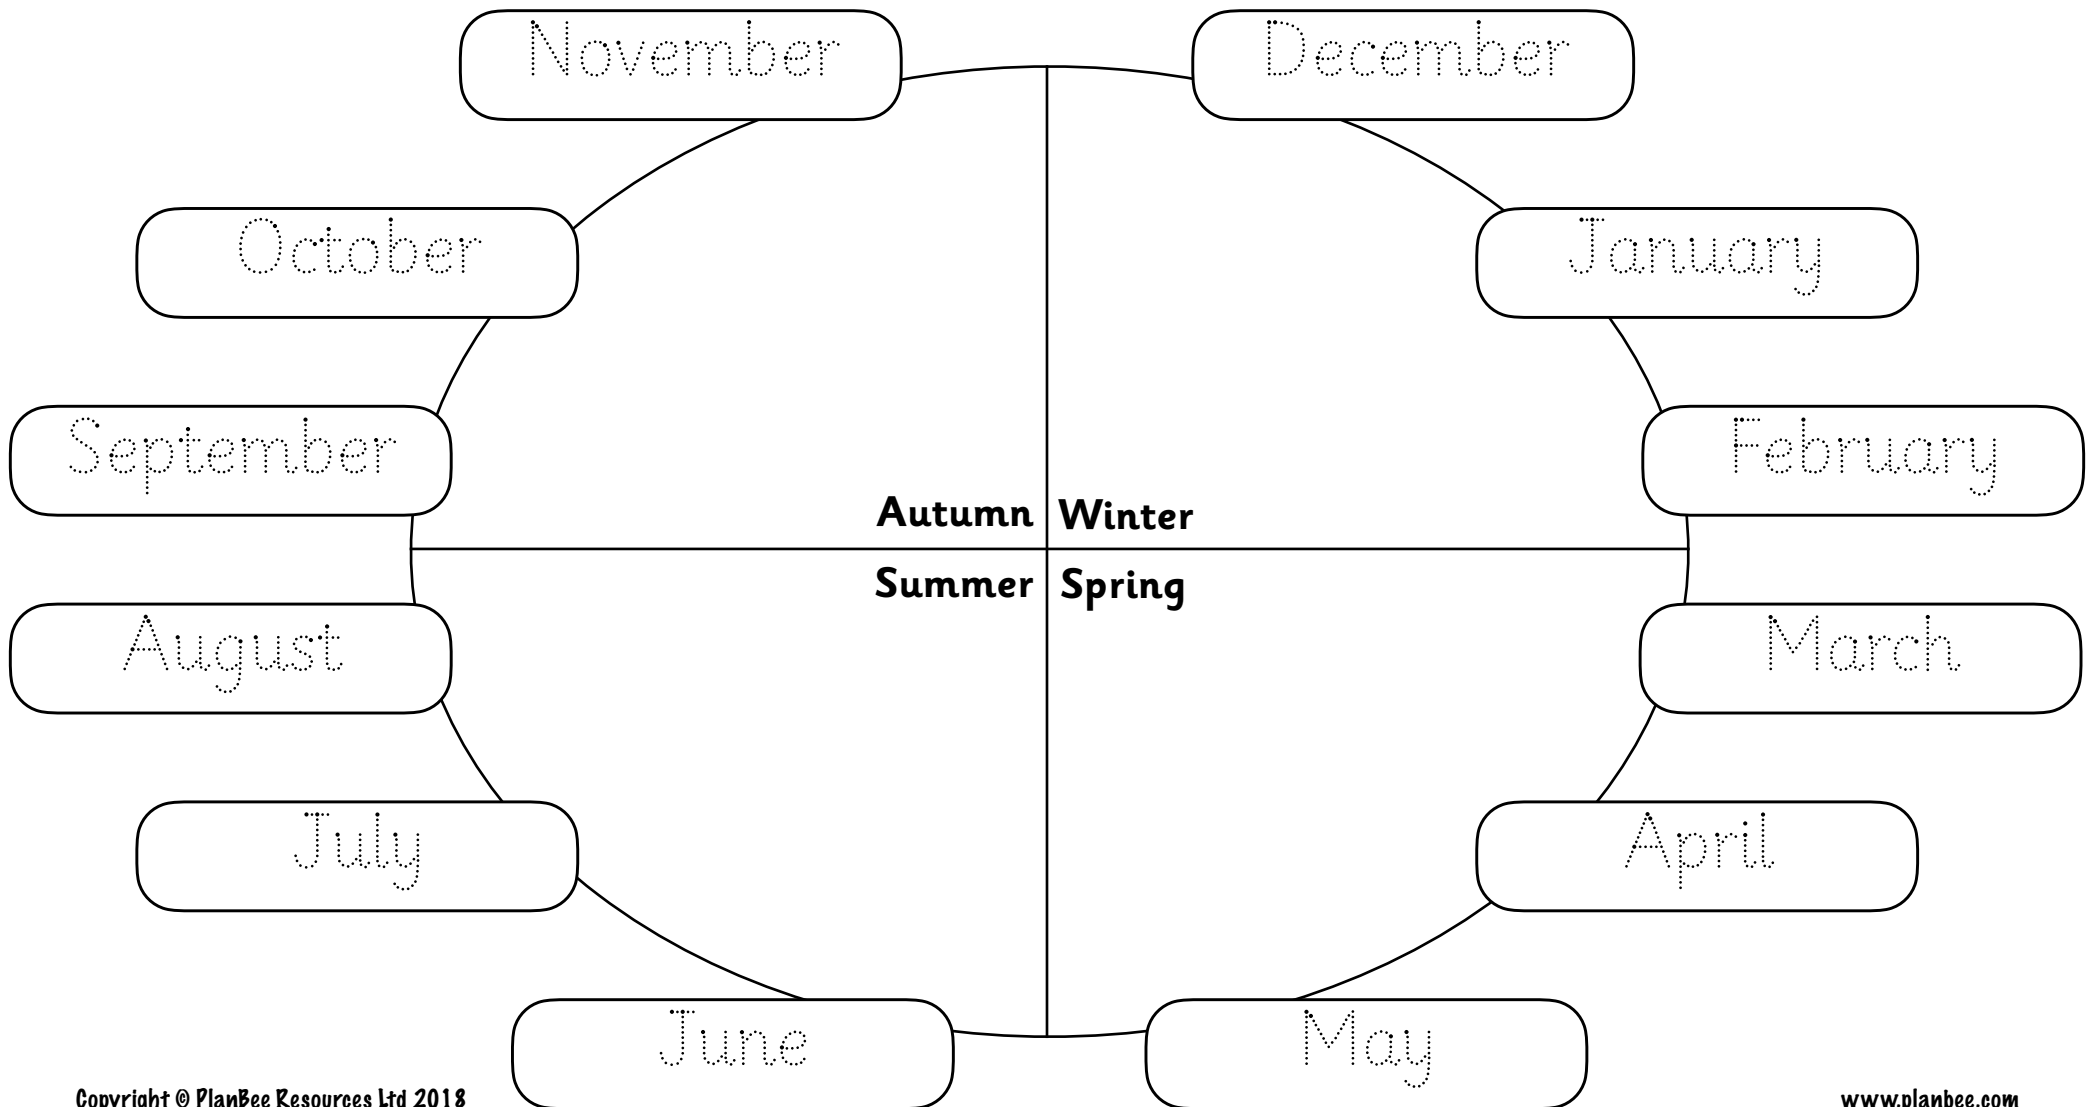 November
December
October
January
September
February
Autumn
Winter
Summer
Spring
August
March
July
April
June
May
Copyright © PlanBee Resources Ltd 2018
www.planbee.com